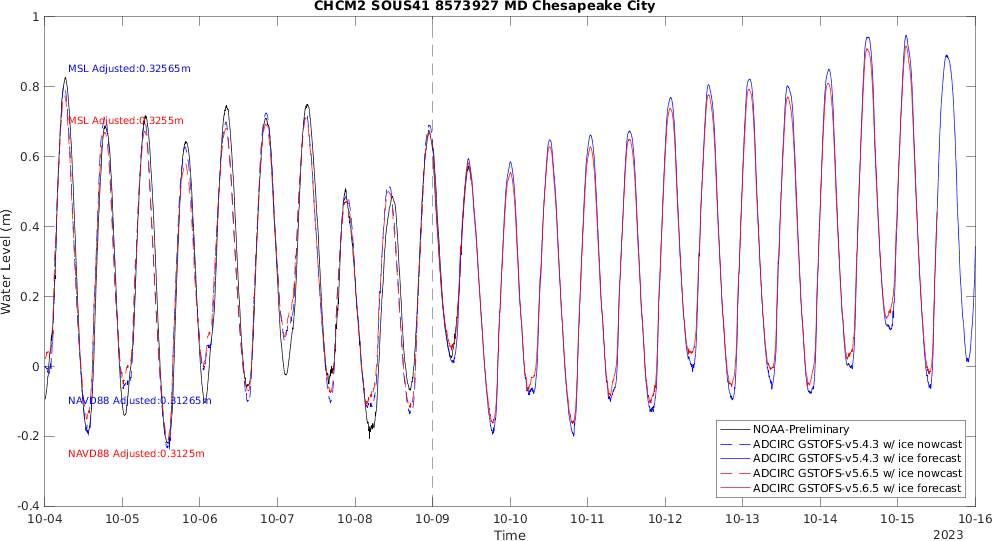 CHCM2 SOUS41 8573927 MD Chesapeake City
1
0.8
0.6
0.4
0.2
0
-0.2
-0.4
Water Level (m)
MSL Adjusted:0.32565m
MSL Adjusted:0.3255m
NAVD88 Adjusted:0.31265m
NAVD88 Adjusted:0.3125m
NOAA-Preliminary
ADCIRC GSTOFS-v5.4.3 w/ ice nowcast
ADCIRC GSTOFS-v5.4.3 w/ ice forecast
ADCIRC GSTOFS-v5.6.5 w/ ice nowcast
ADCIRC GSTOFS-v5.6.5 w/ ice forecast
10-04 10-05 10-06 10-07 10-08 10-09 10-10 10-11 10-12 10-13 10-14 10-15 10-16
Time
2023